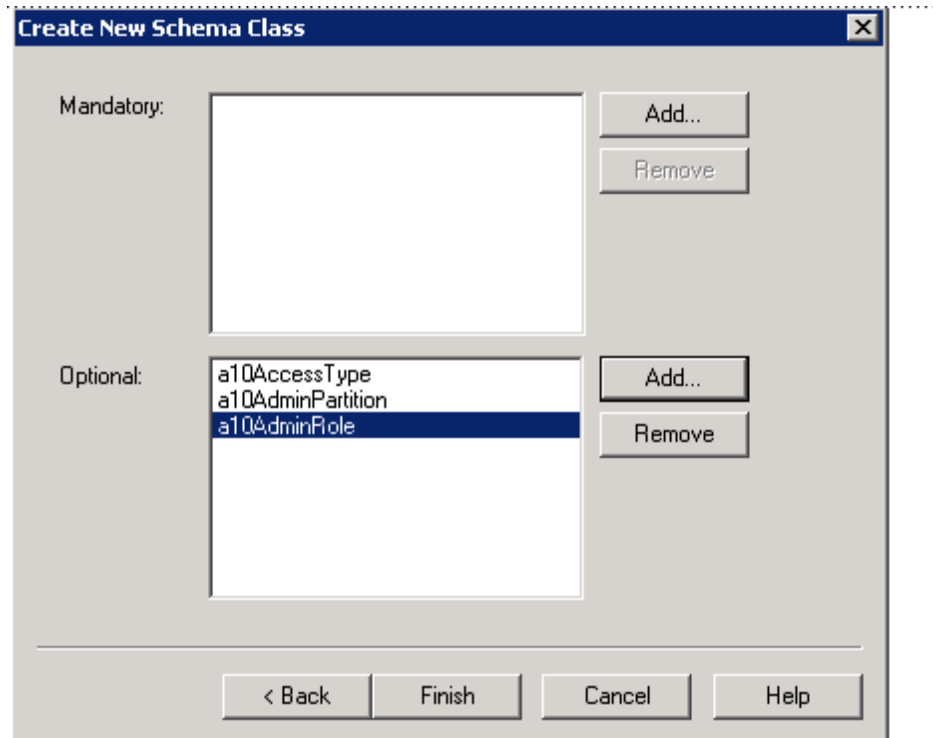 Create New Schema Class
Mandatory:
Add...
Remove
Optional:
a10AccessType
a10AdminPartition
a10AdminRole
Add...
Remove
< Back
Finish
Cancel
Help